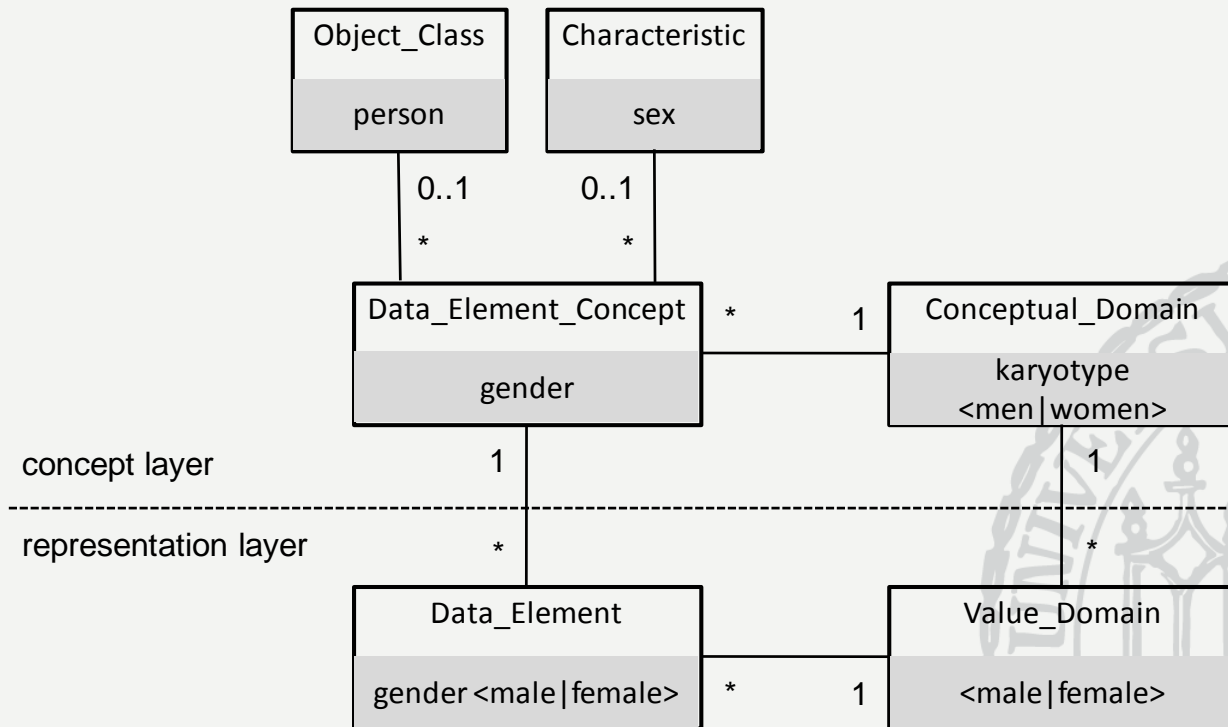 Object_Class
Characteristic
person
sex
0..1
0..1
*
*
Data_Element_Concept
*
1
Conceptual_Domain
gender
karyotype
<men|women>
concept layer
1
1
representation layer
*
*
Data_Element
Value_Domain
gender <male|female>
*
1
<male|female>